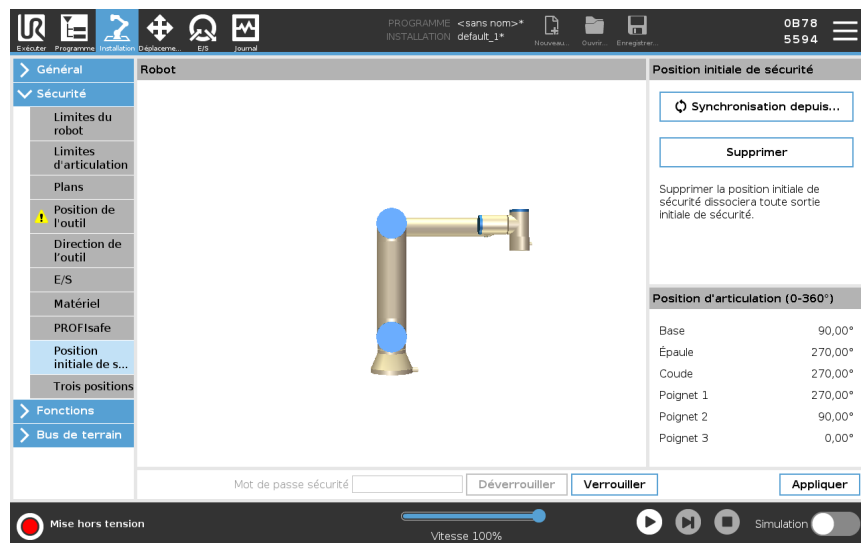 PROGRAMME <sans nom>*
INSTALLATION default_1*
0B78
5594
Exécuter
Programme
Installation
Déplaceme...
E/S
Journal
Nouveau...
Ouvrir...
Enregistrer...
Général
Robot
Position initiale de sécurité
Sécurité
Limites du
robot
Limites
d'articulation
Plans
Position de
l'outil
Direction de
l'outil
E/S
Matériel
PROFIsafe
Position
initiale de s...
Trois positions
Fonctions
Bus de terrain
Synchronisation depuis...
Supprimer
Supprimer la position initiale de
sécurité dissociera toute sortie
initiale de sécurité.
Position d'articulation (0-360°)
Base 90,00°
Épaule 270,00°
Coude 270,00°
Poignet 1 270,00°
Poignet 2 90,00°
Poignet 3 0,00°
Mot de passe sécurité
Déverrouiller
Verrouiller
Appliquer
Mise hors tension
Vitesse 100%
Simulation